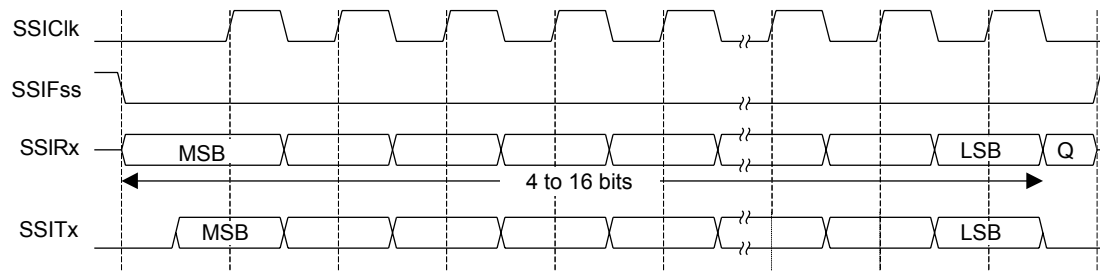 SSIClk
SSIFss
SSIRx MSB LSB Q
4 to 16 bits
SSITx MSB LSB